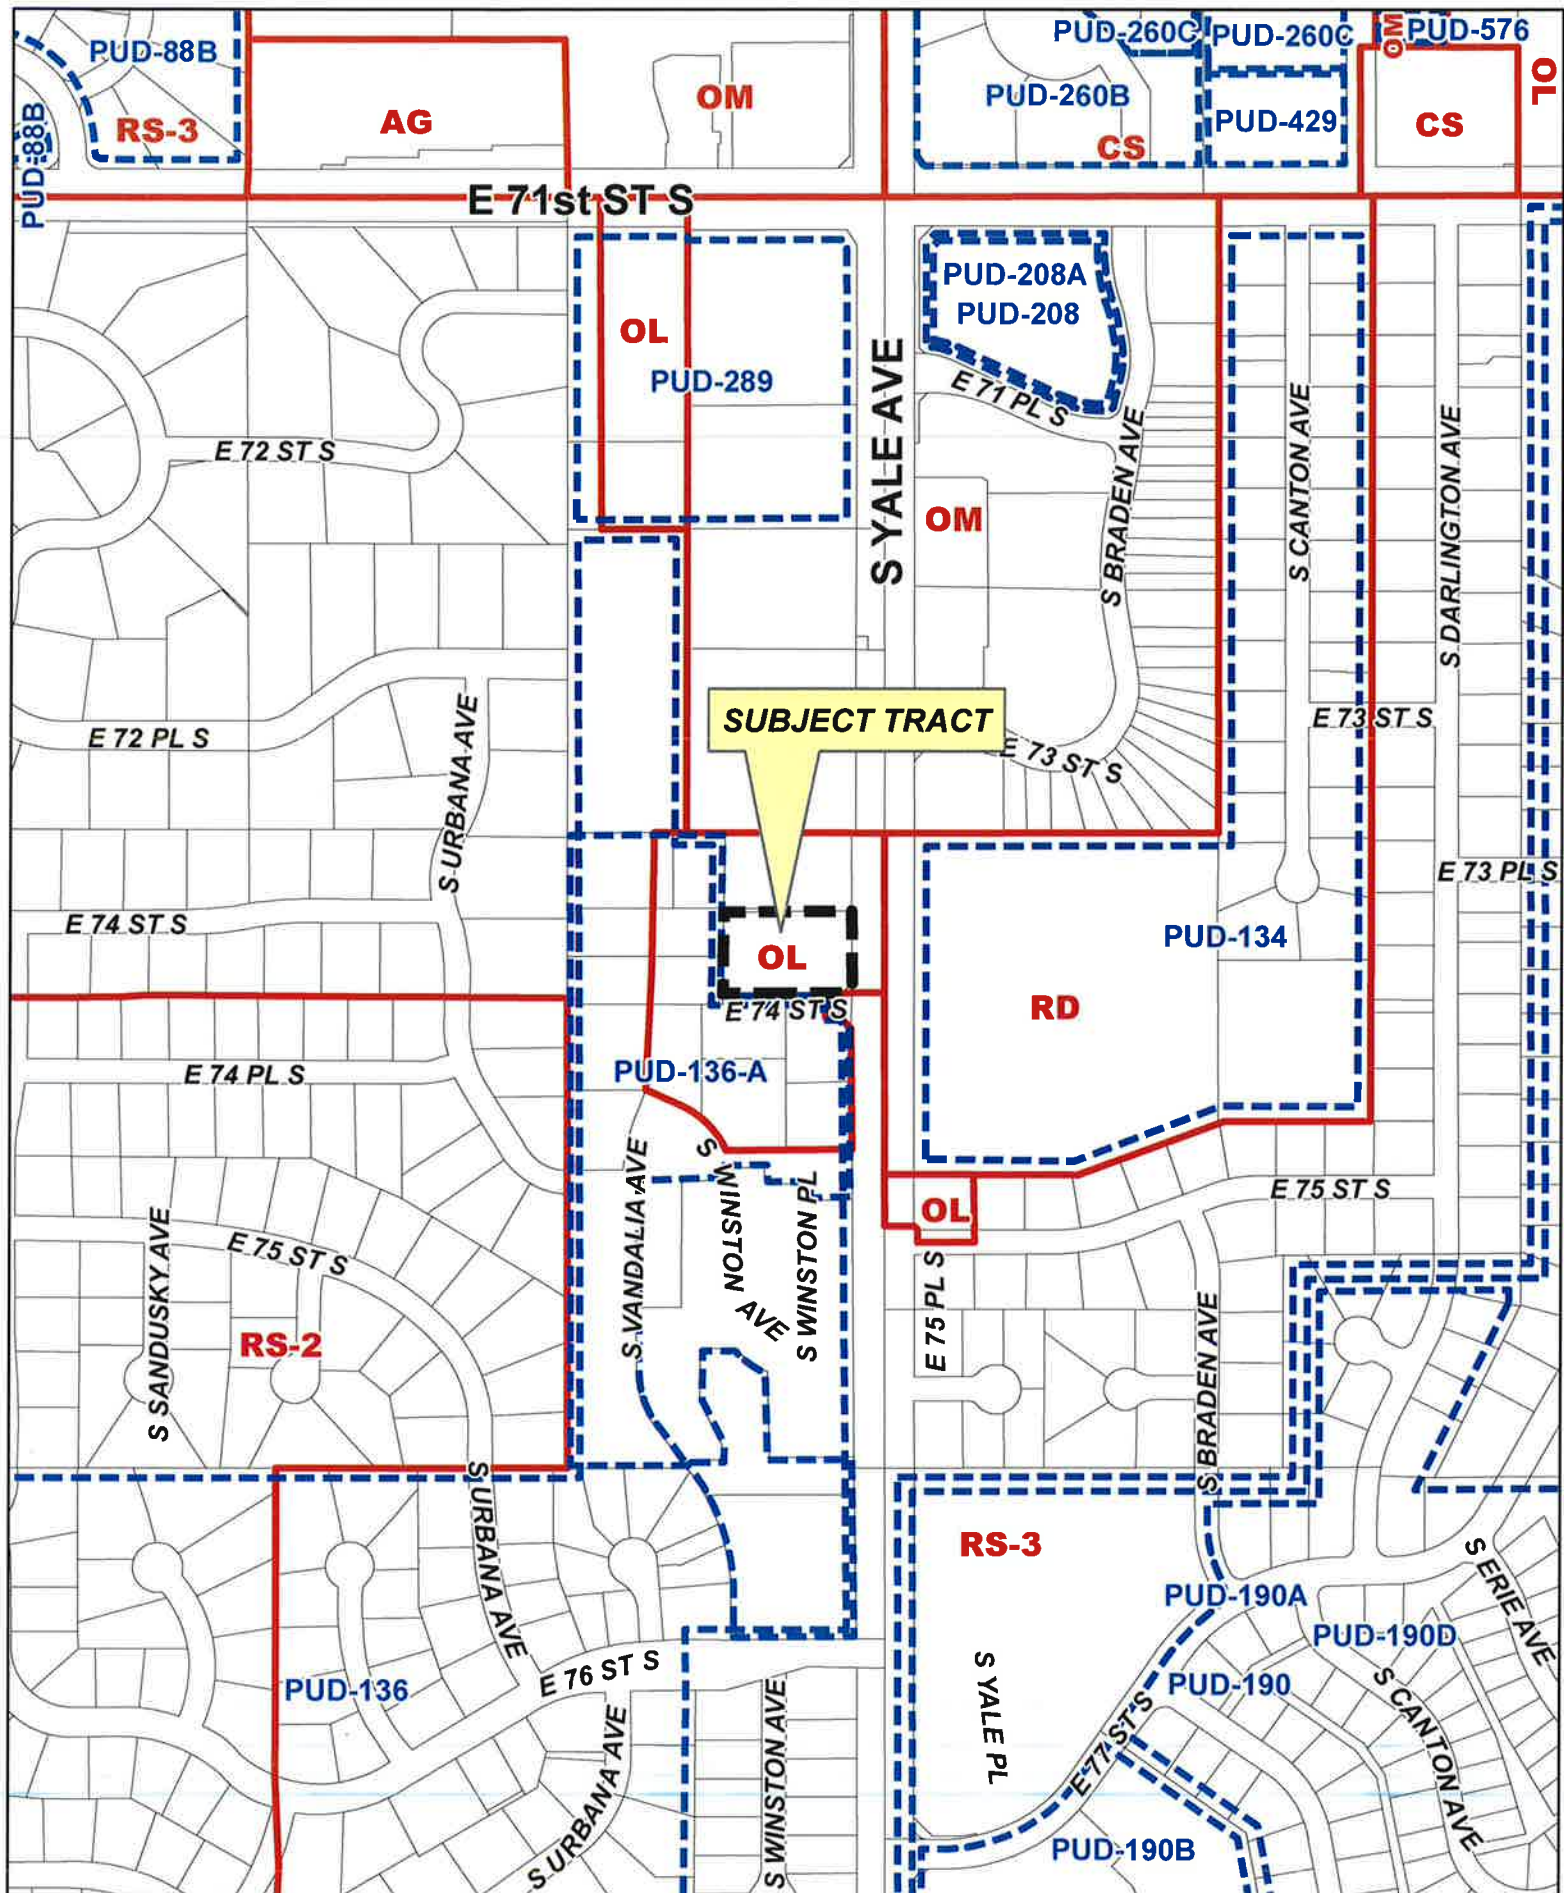 PUD-88B
RS-3
PUD-88B
AG
OM
PUD-260C
PUD-260C
OM
PUD-576
OL
PUD-260B
PUD-429
CS
CS
E 71st ST S
OL
PUD-289
S YALE AVE
PUD-208A
PUD-208
E 71 PL S
S BRADEN AVE
S CANTON AVE
S DARLINGTON AVE
E 72 ST S
OM
E 72 PL S
S URBANA AVE
SUBJECT TRACT
E 73 ST S
E 73 ST S
E 73 PL S
E 74 ST S
OL
E 74 ST S
PUD-134
RD
E 74 PL S
PUD-136-A
S VANDALIA AVE
S WINSTON AVE
S WINSTON PL
OL
E 75 ST S
S SANDUSKY AVE
E 75 ST S
RS-2
E 75 PL S
S BRADEN AVE
S URBANA AVE
RS-3
S ERIE AVE
PUD-190A
PUD-190D
PUD-190
PUD-136
E 76 ST S
S YALE PL
E 77 ST S
S CANTON AVE
S URBANA AVE
S WINSTON AVE
PUD-190B